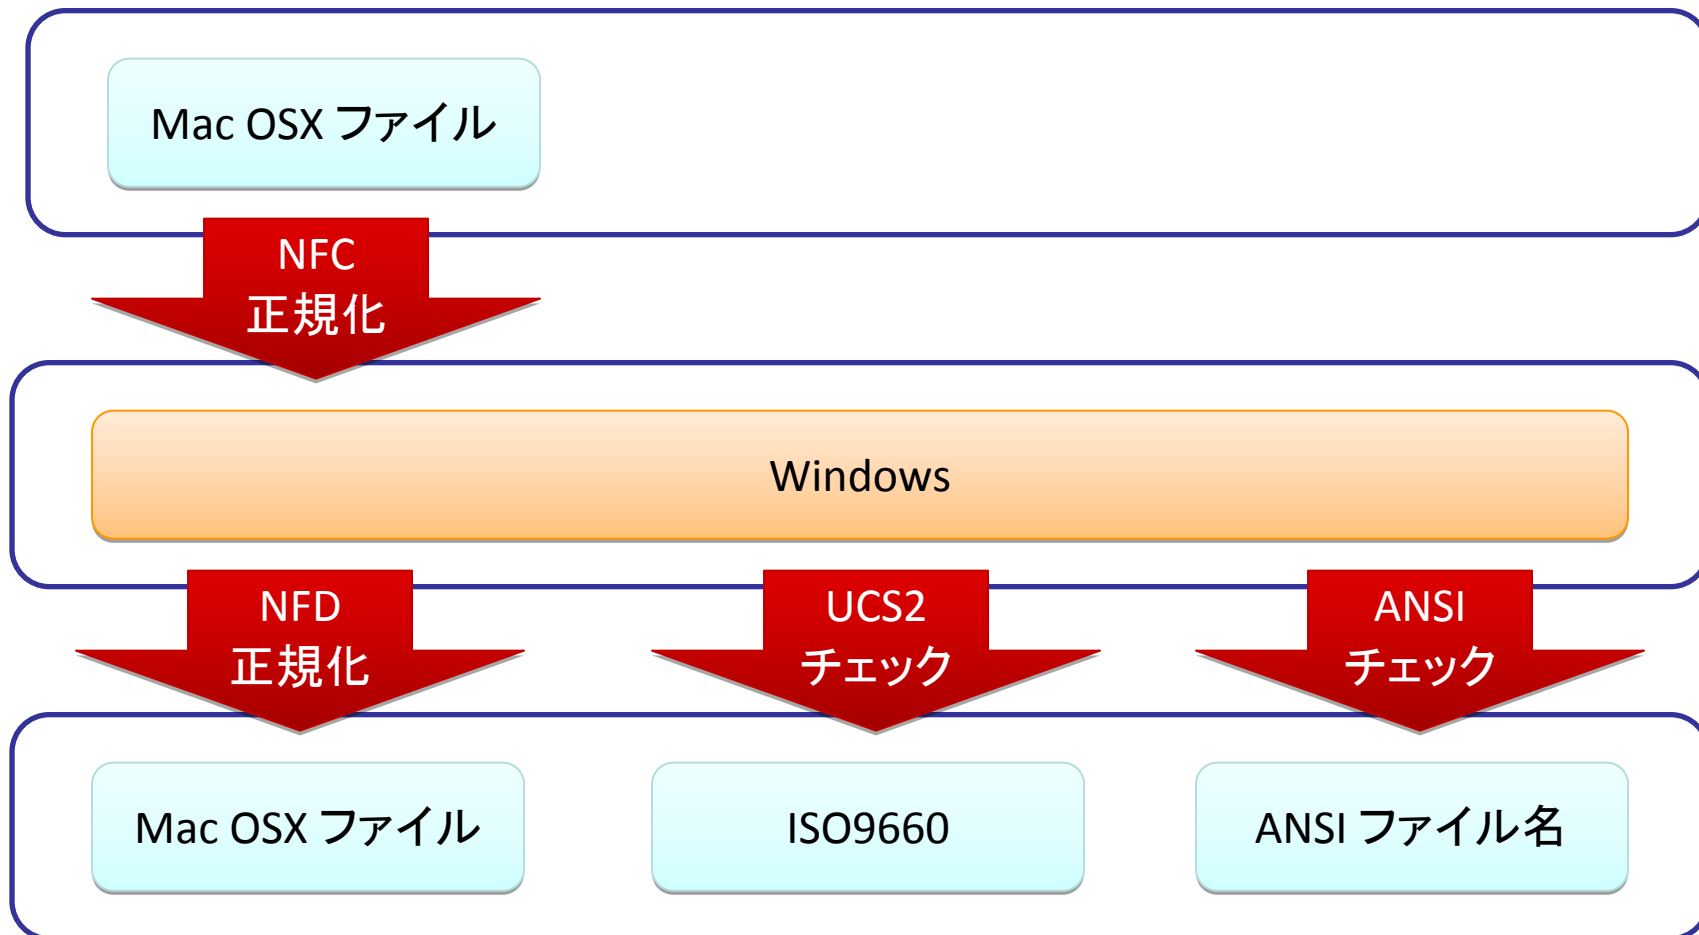 Mac OSX ファイル
NFC
正規化
Windows
NFD
正規化
UCS2
チェック
ANSI
チェック
Mac OSX ファイル
ISO9660
ANSI ファイル名